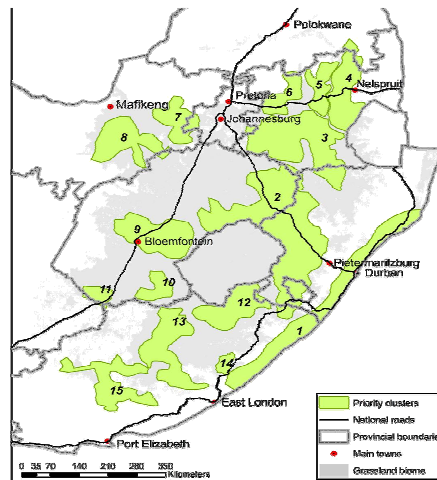 Polokwane
Nelspruit
4
5
6
Pretoria
Mafikeng
7
Johannesburg
8
3
2
9
Bloemfontein
Pietermaritzburg
Durban
10
11
12
13
1
14
15
East London
Port Elizabeth
Priority clusters
National roads
Provincial boundaries
Main towns
Grassland biome
0 35 70 140 210 280 350
Kilometers